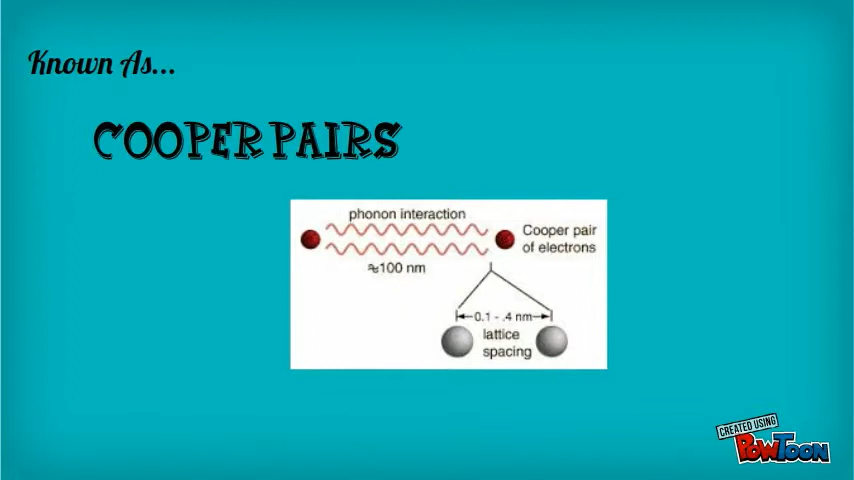 Known As...
COOPER PAIRS
phonon interaction
Cooper pair
of electrons
≈100 nm
0.1 - .4 nm
lattice
spacing
CREATED USING
POWTOON